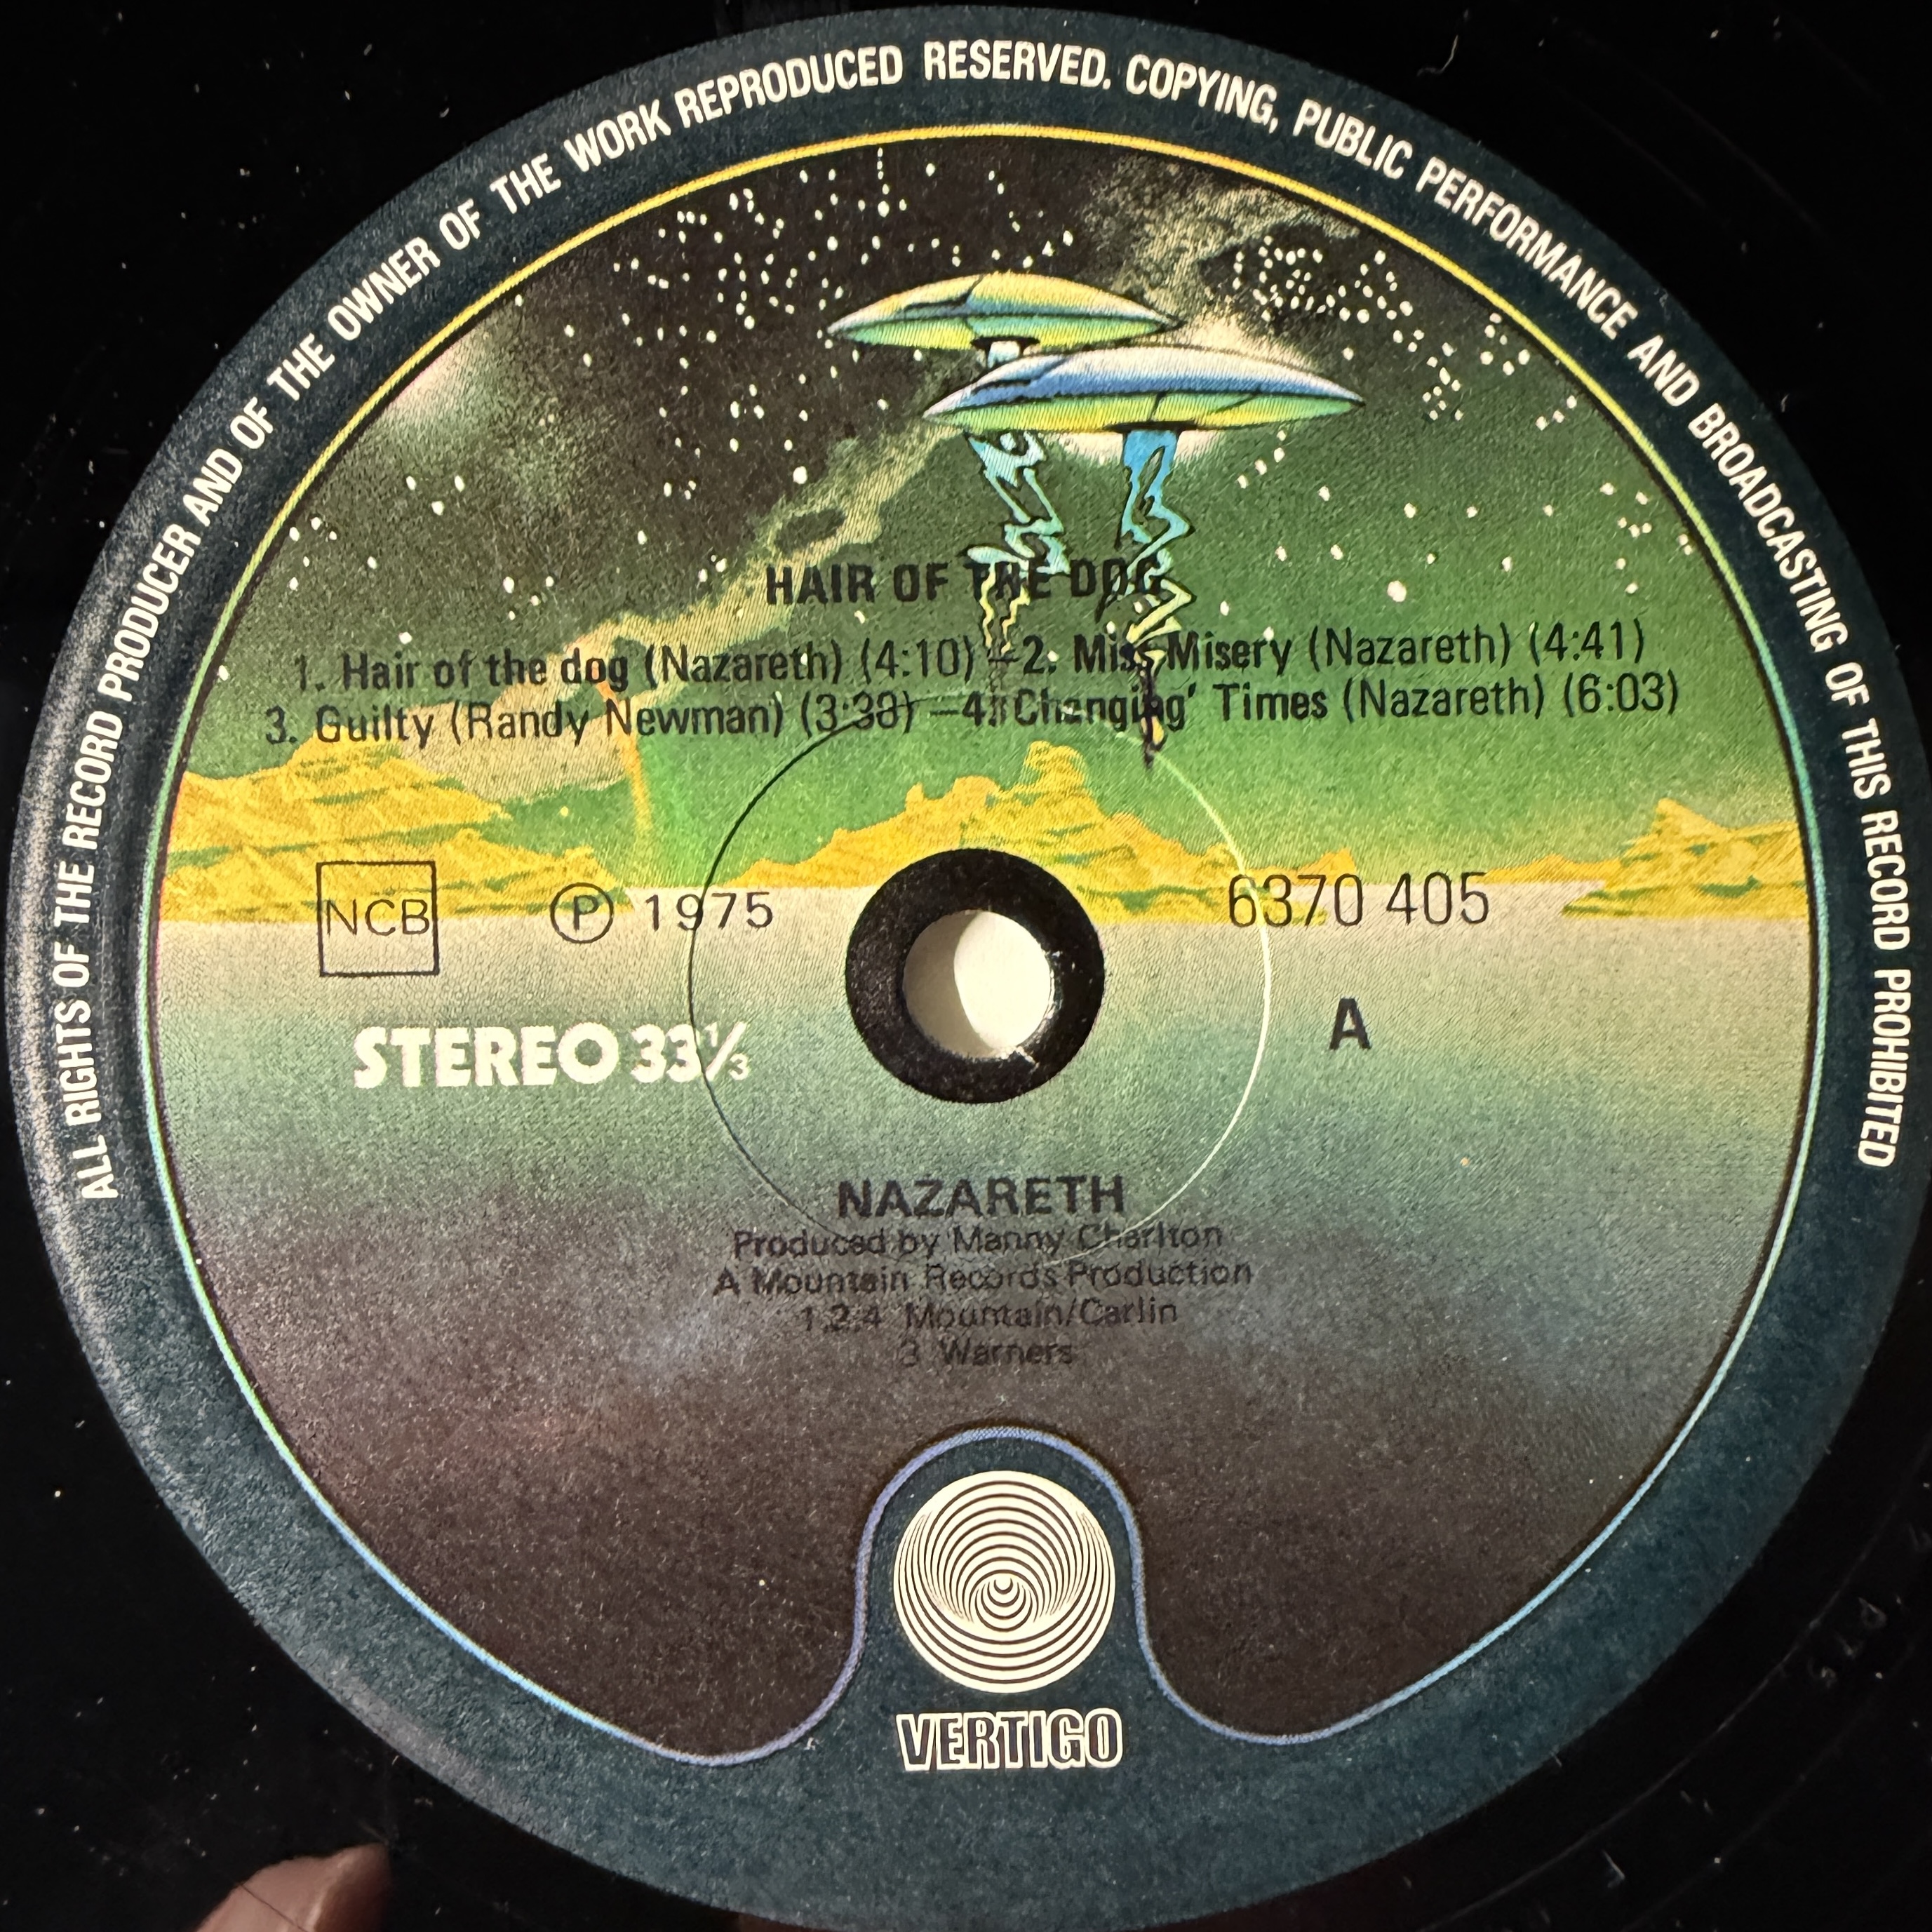 ALL RIGHTS OF THE RECORD PRODUCER AND OF THE OWNER OF THE WORK REPRODUCED RESERVED. COPYING, PUBLIC PERFORMANCE AND BROADCASTING OF THIS RECORD PROHIBITED
HAIR OF THE DOG
1. Hair of the dog (Nazareth) (4:10) – 2. Miss Misery (Nazareth) (4:41)
3. Guilty (Randy Newman) (3:38) – 4. Changing' Times (Nazareth) (6:03)
NCB ℗ 1975 6370 405
STEREO 33⅓ A
NAZARETH
Produced by Manny Charlton
A Mountain Records Production
1,2,4 Mountain/Carlin
3 Warners
VERTIGO